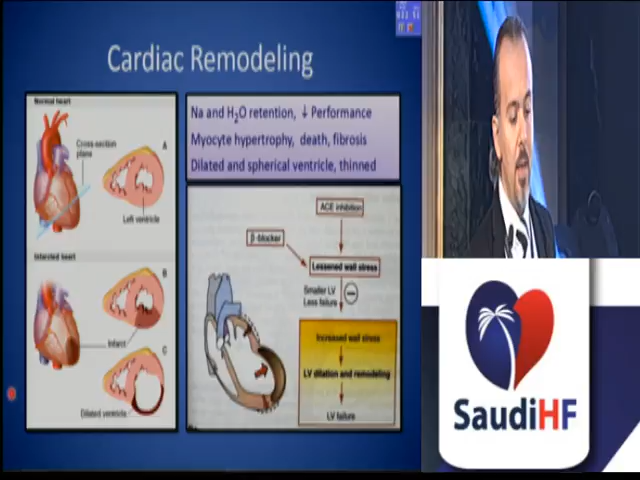 Cardiac Remodeling
Normal heart
Cross-section
plane
A
Left ventricle
Infarcted heart
B
Infarct
C
Dilated ventricle
Na and H2O retention, ↓ Performance
Myocyte hypertrophy, death, fibrosis
Dilated and spherical ventricle, thinned
ACE inhibition
β-blocker
Lessened wall stress
Smaller LV
Less failure
Increased wall stress
LV dilation and remodeling
LV failure
SaudiHF